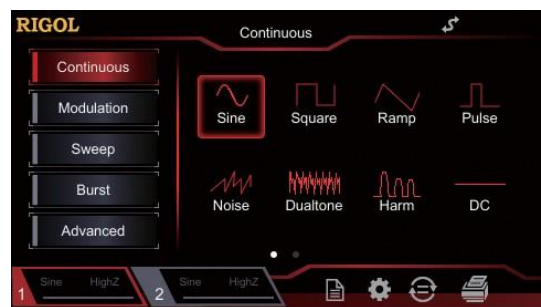 RIGOL
Continuous
Continuous
Modulation
Sweep
Burst
Advanced
Sine Square Ramp Pulse
Noise Dualtone Harm DC
1 Sine HighZ 2 Sine HighZ